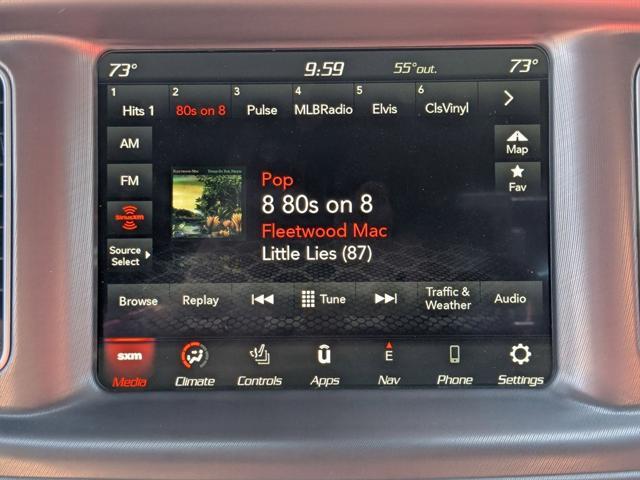 73° 9:59 55°out. 73°
1 2 3 4 5 6
Hits 1 80s on 8 Pulse MLBRadio Elvis ClsVinyl
AM
Map
FM
Fav
SiriusXM
Source
Select
Fleetwood Mac
Pop
8 80s on 8
Fleetwood Mac
Little Lies (87)
Browse Replay Tune Traffic &
Weather Audio
sxm
E
Media Climate Controls Apps Nav Phone Settings